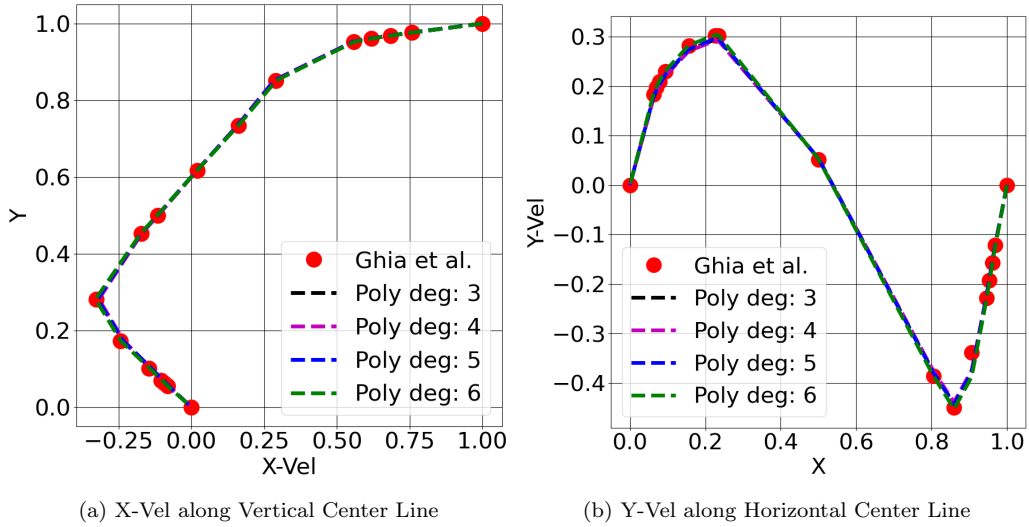 1.0
0.8
0.6
0.4
0.2
0.0
Y
−0.25 0.00 0.25 0.50 0.75 1.00
X-Vel
Ghia et al.
Poly deg: 3
Poly deg: 4
Poly deg: 5
Poly deg: 6
(a) X-Vel along Vertical Center Line
0.3
0.2
0.1
0.0
−0.1
−0.2
−0.3
−0.4
Y-Vel
0.0 0.2 0.4 0.6 0.8 1.0
X
Ghia et al.
Poly deg: 3
Poly deg: 4
Poly deg: 5
Poly deg: 6
(b) Y-Vel along Horizontal Center Line